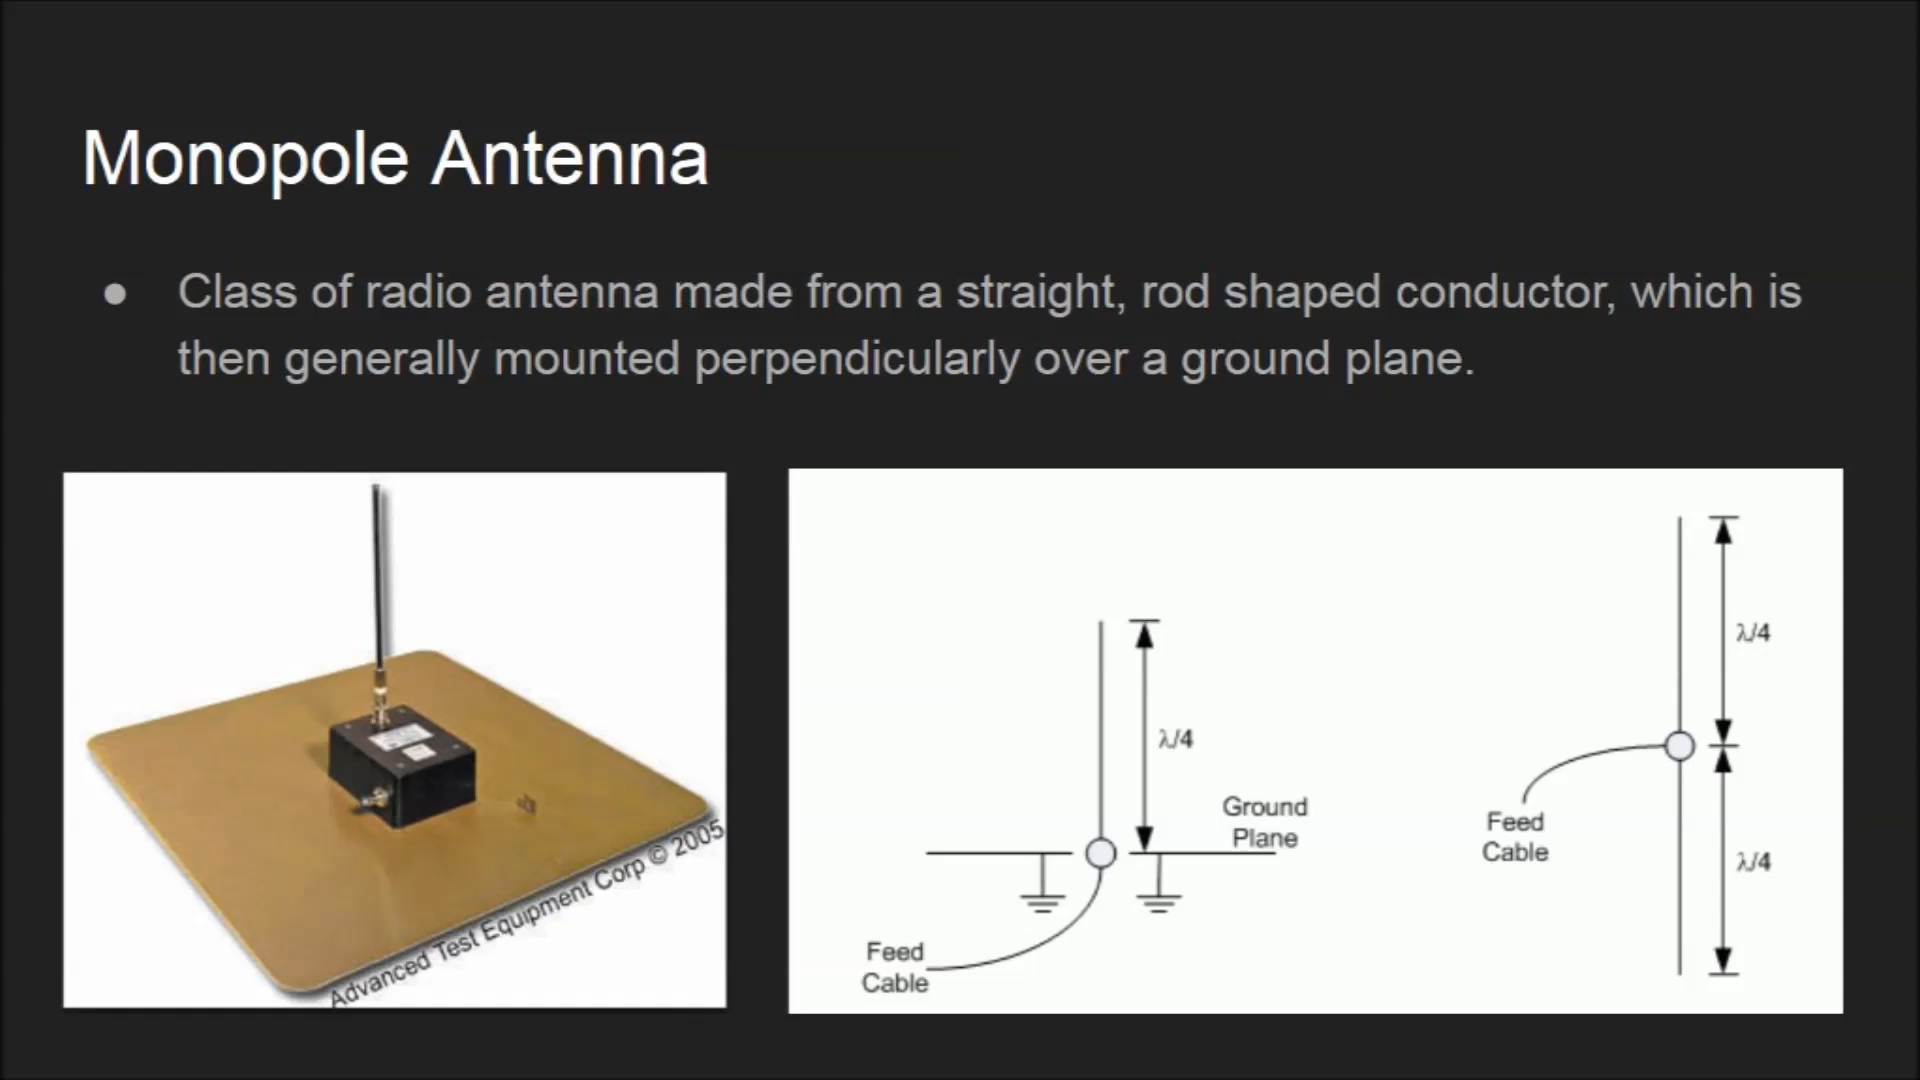 Monopole Antenna
● Class of radio antenna made from a straight, rod shaped conductor, which is
then generally mounted perpendicularly over a ground plane.
Advanced Test Equipment Corp © 2005
λ/4
Ground
Plane
Feed
Cable
λ/4
Feed
Cable
λ/4